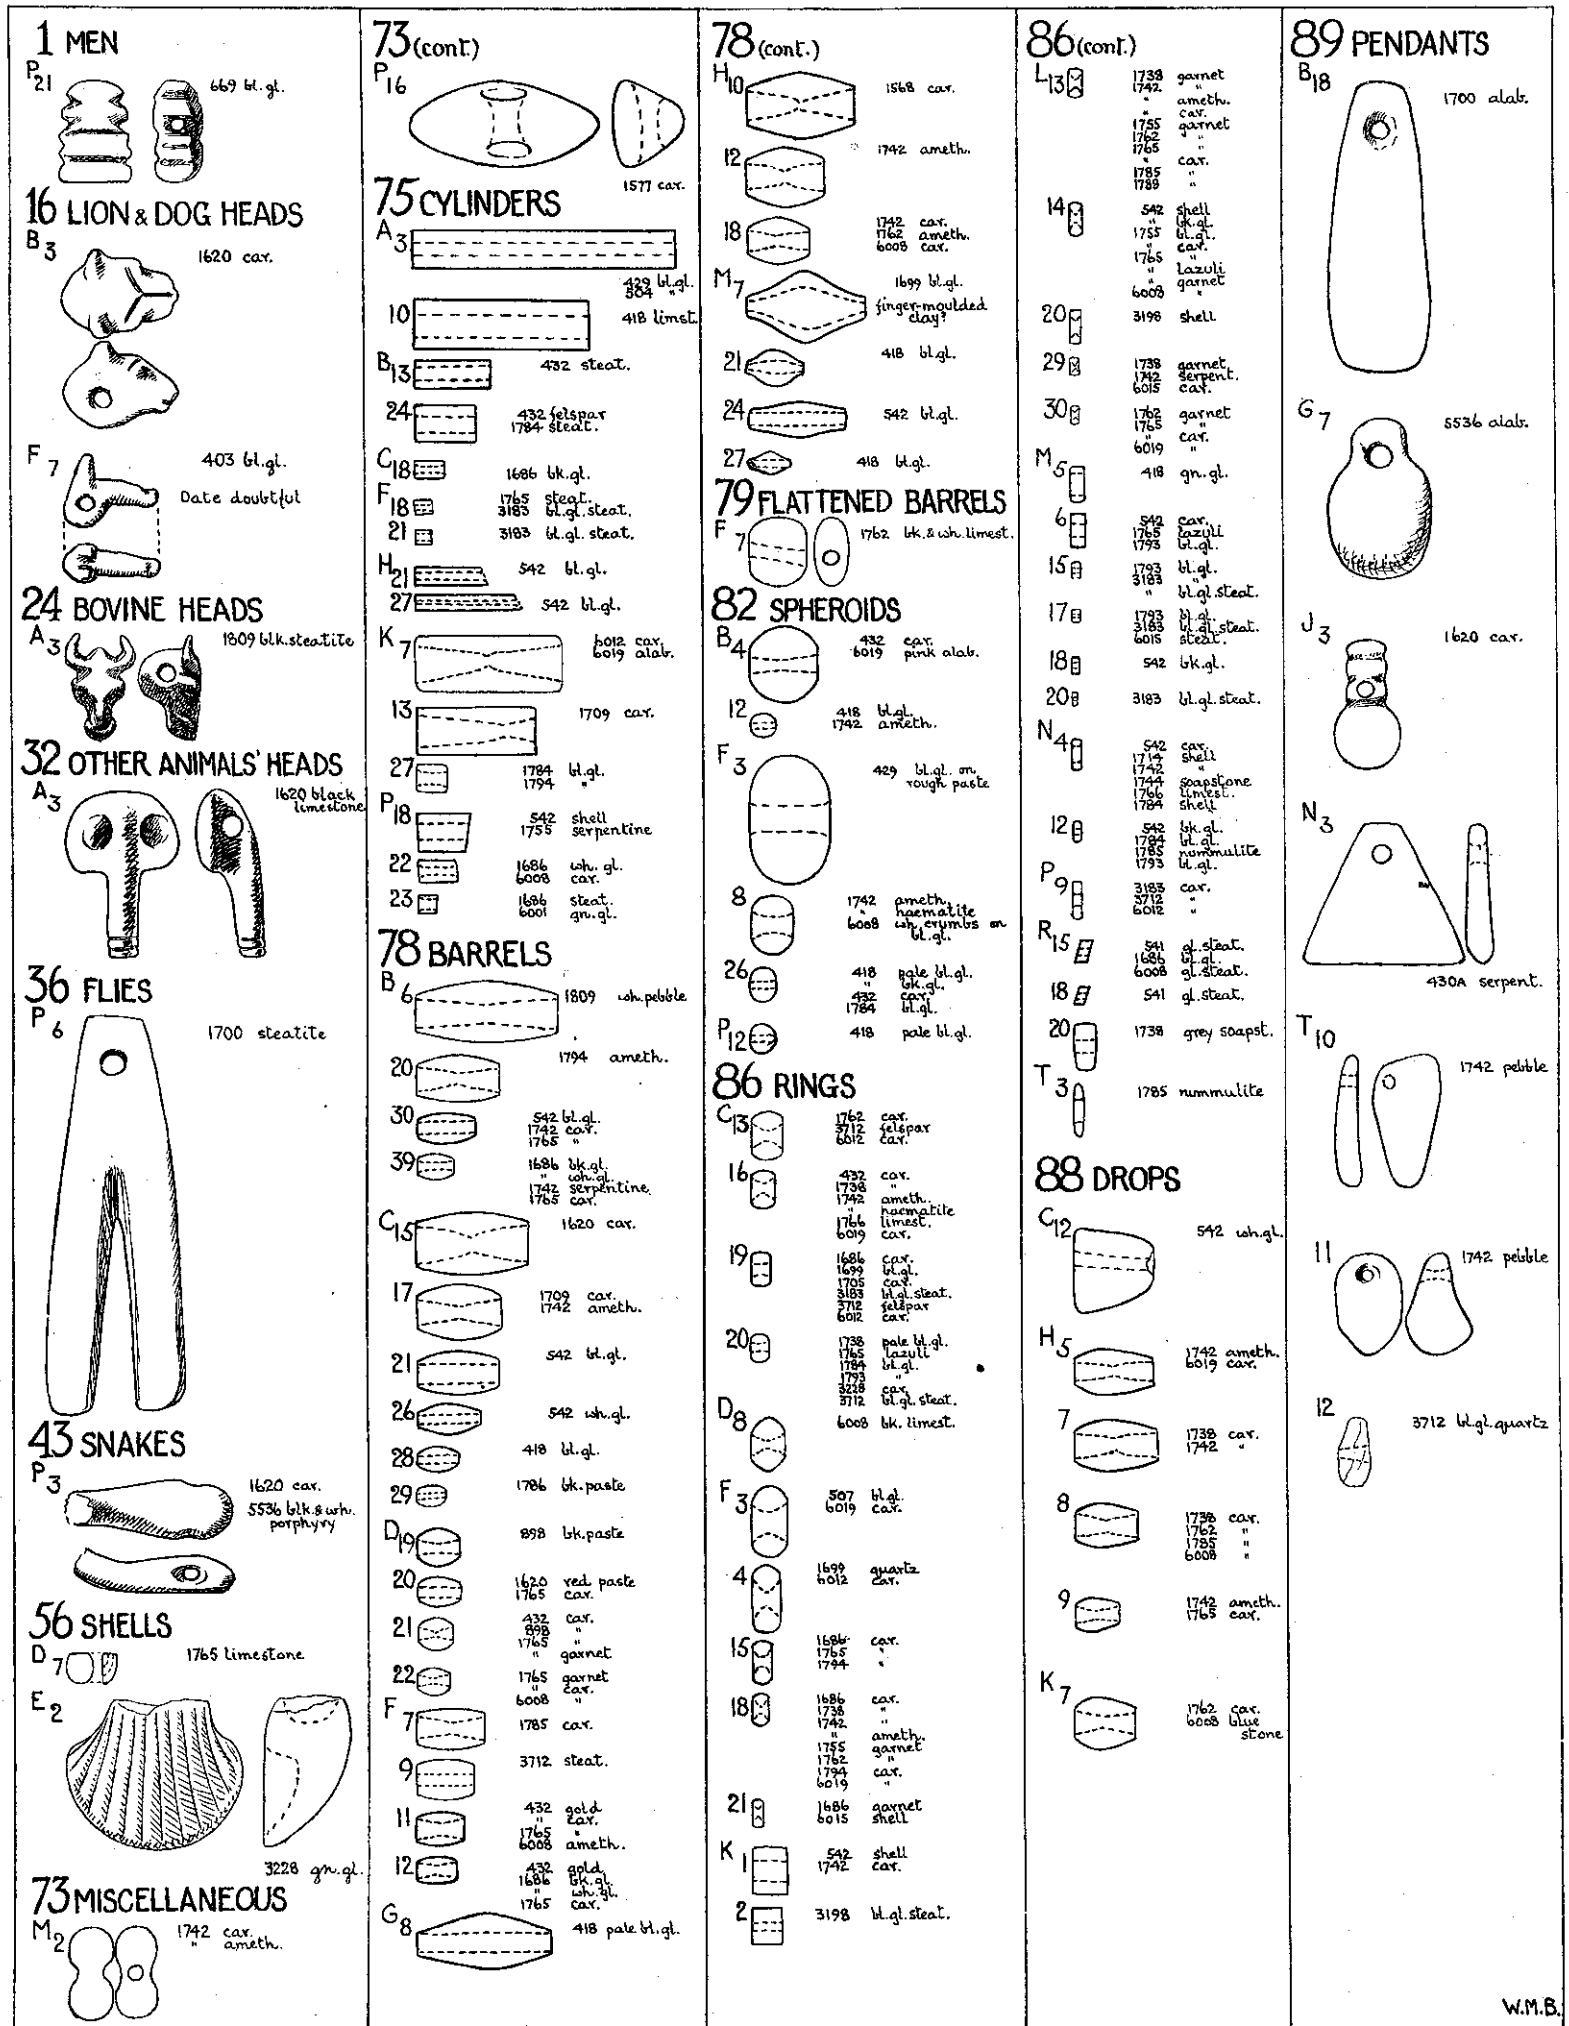 1 MEN
P21 669 bl.gl.
16 LION & DOG HEADS
B3 1620 car.
F7 403 bl.gl.
Date doubtful
24 BOVINE HEADS
A3 1809 blk.steatite
32 OTHER ANIMALS' HEADS
A3 1620 black
limestone
36 FLIES
P6 1700 steatite
43 SNAKES
P3 1620 car.
5536 blk.& wh.
porphyry
56 SHELLS
D7 1765 limestone
E2
3228 gn.gl.
73 MISCELLANEOUS
M2 1742 car.
" ameth.
73 (cont.)
P16
1577 car.
75 CYLINDERS
A3
429 bl.gl.
504 "
10 418 limst.
B13 432 steat.
24 432 felspar
1784 steat.
C18 1686 bk.gl.
F18 1765 steat.
3183 bl.gl.steat.
21 3183 bl.gl.steat.
H21 542 bl.gl.
27 542 bl.gl.
K7 6012 car.
6019 alab.
13 1709 car.
27 1784 bl.gl.
1794 "
P18 542 shell
1755 serpentine
22 1686 wh. gl.
6008 car.
23 1686 steat.
6001 gn.gl.
78 BARRELS
B6 1809 wh.pebble
20 1794 ameth.
30 542 bl.gl.
1742 car.
1765 "
39 1686 bk.gl.
" wh.gl.
1742 serpentine
1765 car.
C15 1620 car.
17 1709 car.
1742 ameth.
21 542 bl.gl.
26 542 wh.gl.
28 418 bl.gl.
29 1786 bk.paste
D19 898 bk.paste
20 1620 red paste
1765 car.
21 432 car.
898 "
1765 "
" garnet
22 1765 garnet
" car.
6008 "
F7 1785 car.
9 3712 steat.
11 432 gold
" car.
1765 "
6008 ameth.
12 432 gold
1686 bk.gl.
" wh.gl.
1765 car.
G8 418 pale bl.gl.
78 (cont.)
H10 1568 car.
12 1742 ameth.
18 1742 car.
1762 ameth.
6008 car.
M7 1699 bl.gl.
finger-moulded
clay?
21 418 bl.gl.
24 542 bl.gl.
27 418 bl.gl.
79 FLATTENED BARRELS
F7 1762 bk.& wh.limest.
82 SPHEROIDS
B4 432 car.
6019 pink alab.
12 418 bl.gl.
1742 ameth.
F3 429 bl.gl. on
rough paste
8 1742 ameth.
" haematite
6008 wh.crumbs on
bl.gl.
26 418 pale bl.gl.
" bk.gl.
432 car.
1784 bl.gl.
P12 418 pale bl.gl.
86 RINGS
C13 1762 car.
3712 felspar
6012 car.
16 432 car.
1738 "
1742 ameth.
" haematite
1766 limest.
6019 car.
19 1686 car.
1699 bl.gl.
1705 car.
3183 bl.gl.steat.
3712 felspar
6012 car.
20 1738 pale bl.gl.
1765 lazuli
1784 bl.gl.
1793 "
3228 car.
3712 bl.gl.steat.
D8 6008 bk. limest.
F3 507 bl.gl.
6019 car.
4 1699 quartz
6012 car.
15 1686 car.
1765 "
1794 "
18 1686 car.
1738 "
1742 "
" ameth.
1755 garnet
1762 "
1794 car.
6019 "
21 1686 garnet
6015 shell
K1 542 shell
1742 car.
2 3198 bl.gl.steat.
86 (cont.)
L13 1738 garnet
1742 "
" ameth.
" car.
1755 garnet
1762 "
1765 "
" car.
1785 "
1789 "
14 542 shell
" bk.gl.
1755 bl.gl.
" car.
1765 "
" lazuli
" garnet
6008 "
20 3198 shell
29 1738 garnet
1742 serpent.
6015 car.
30 1762 garnet
1765 "
" car.
6019 "
M5 418 gn.gl.
6 542 car.
1765 lazuli
1793 bl.gl.
15 1793 bl.gl.
3183 "
" bl.gl.steat.
17 1793 bl.gl.
3183 bl.gl.steat.
6015 steat.
18 542 bk.gl.
20 3183 bl.gl.steat.
N4 542 car.
1714 shell
1742 "
1744 soapstone
1766 limest.
1784 shell
12 542 bk.gl.
1784 bl.gl.
1785 nummulite
1793 bl.gl.
P9 3183 car.
3712 "
6012 "
R15 541 gl.steat.
1686 bl.gl.
6008 gl.steat.
18 541 gl.steat.
20 1738 grey soapst.
T3 1785 nummulite
88 DROPS
C12 542 wh.gl.
H5 1742 ameth.
6019 car.
7 1738 car.
1742 "
8 1738 car.
1762 "
1785 "
6008 "
9 1742 ameth.
1765 car.
K7 1762 car.
6008 blue
stone
89 PENDANTS
B18 1700 alab.
G7 5536 alab.
J3 1620 car.
N3
430A serpent.
T10 1742 pebble
11 1742 pebble
12 3712 bl.gl.quartz
W.M.B.